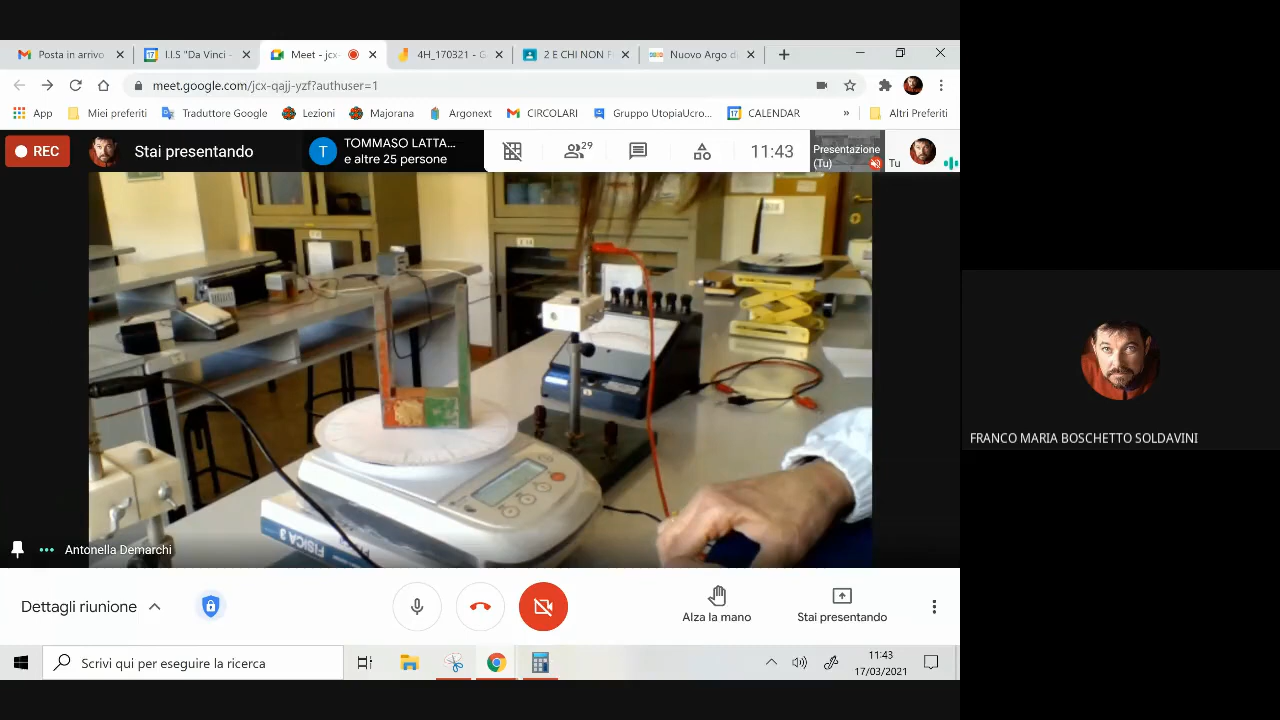 Posta in arrivo
I.I.S "Da Vinci -
Meet - jcx-
4H_170321 - G
2 E CHI NON F
Nuovo Argo d
meet.google.com/jcx-qajj-yzf?authuser=1
App
Miei preferiti
Traduttore Google
Lezioni
Majorana
Argonext
CIRCOLARI
Gruppo UtopiaUcro...
CALENDAR
»
Altri Preferiti
REC
Stai presentando
T
TOMMASO LATTA...
e altre 25 persone
29
11:43
Presentazione
(Tu)
Tu
FISICA 3
Antonella Demarchi
FRANCO MARIA BOSCHETTO SOLDAVINI
Dettagli riunione
Alza la mano
Stai presentando
Scrivi qui per eseguire la ricerca
11:43
17/03/2021